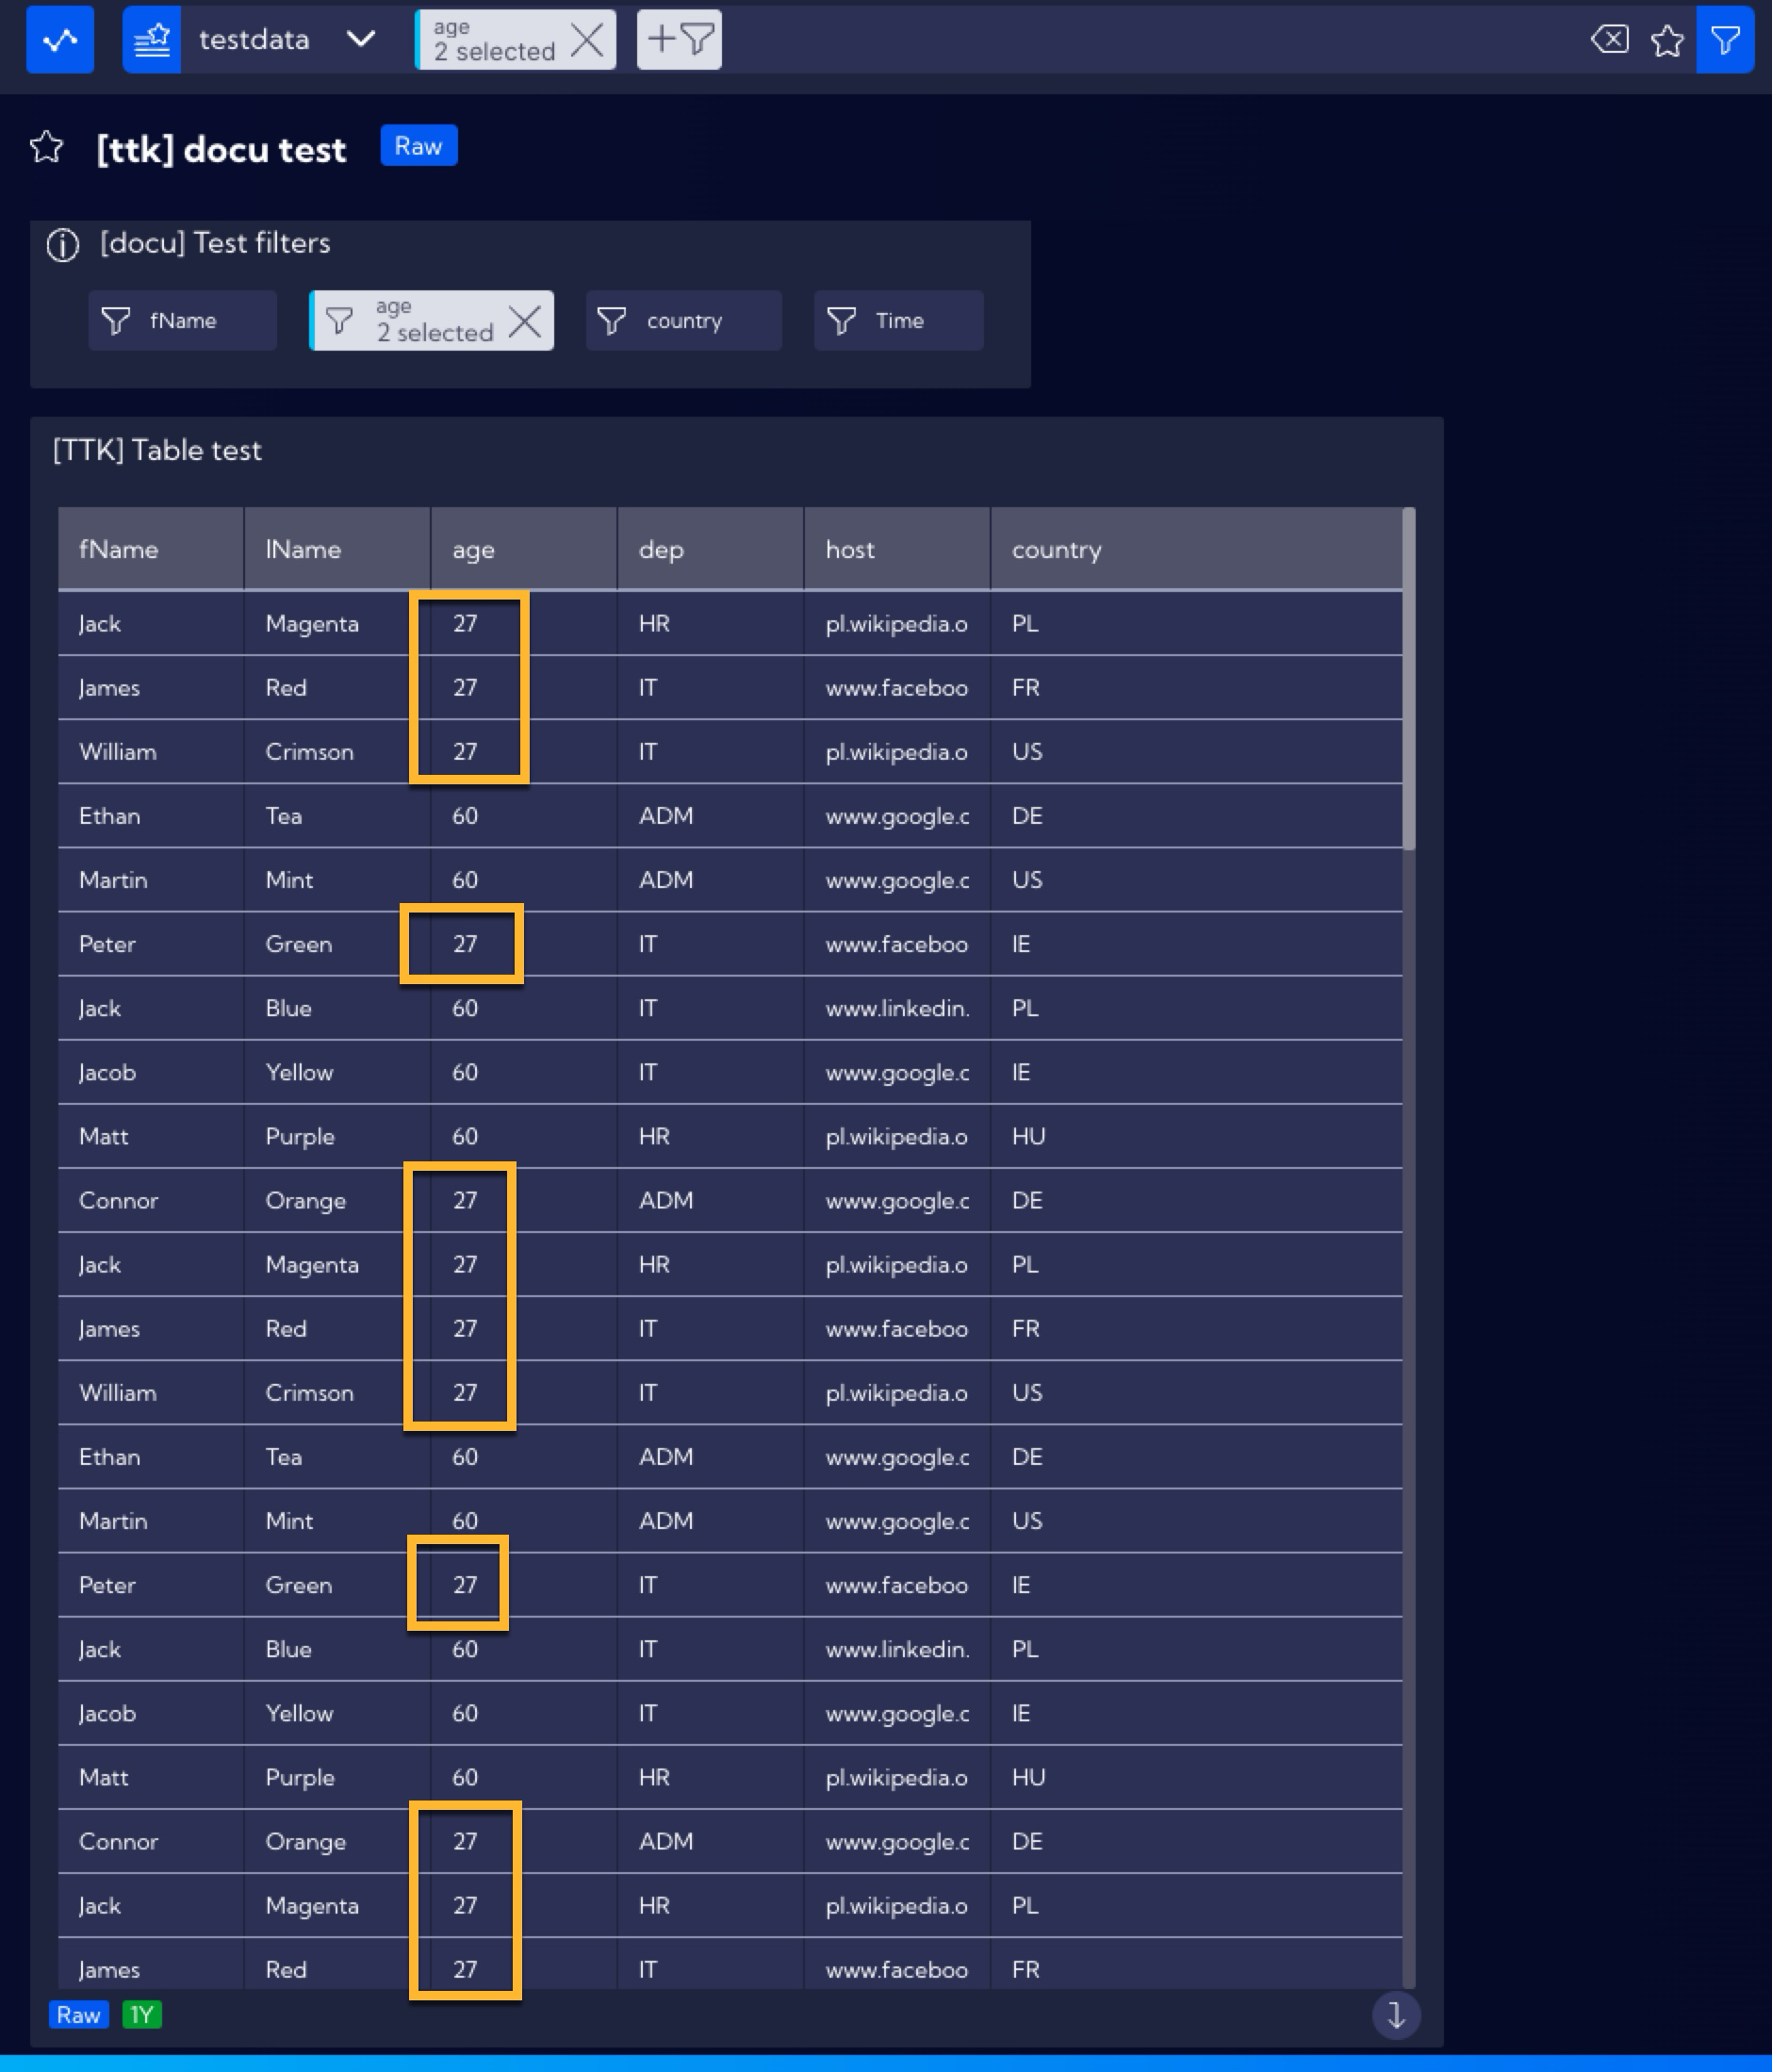 testdata
age
2 selected
[ttk] docu test Raw
[docu] Test filters
fName
age
2 selected
country
Time
[TTK] Table test
fName lName age dep host country
Jack Magenta 27 HR pl.wikipedia.o PL
James Red 27 IT www.faceboo FR
William Crimson 27 IT pl.wikipedia.o US
Ethan Tea 60 ADM www.google.c DE
Martin Mint 60 ADM www.google.c US
Peter Green 27 IT www.faceboo IE
Jack Blue 60 IT www.linkedin. PL
Jacob Yellow 60 IT www.google.c IE
Matt Purple 60 HR pl.wikipedia.o HU
Connor Orange 27 ADM www.google.c DE
Jack Magenta 27 HR pl.wikipedia.o PL
James Red 27 IT www.faceboo FR
William Crimson 27 IT pl.wikipedia.o US
Ethan Tea 60 ADM www.google.c DE
Martin Mint 60 ADM www.google.c US
Peter Green 27 IT www.faceboo IE
Jack Blue 60 IT www.linkedin. PL
Jacob Yellow 60 IT www.google.c IE
Matt Purple 60 HR pl.wikipedia.o HU
Connor Orange 27 ADM www.google.c DE
Jack Magenta 27 HR pl.wikipedia.o PL
James Red 27 IT www.faceboo FR
Raw 1Y